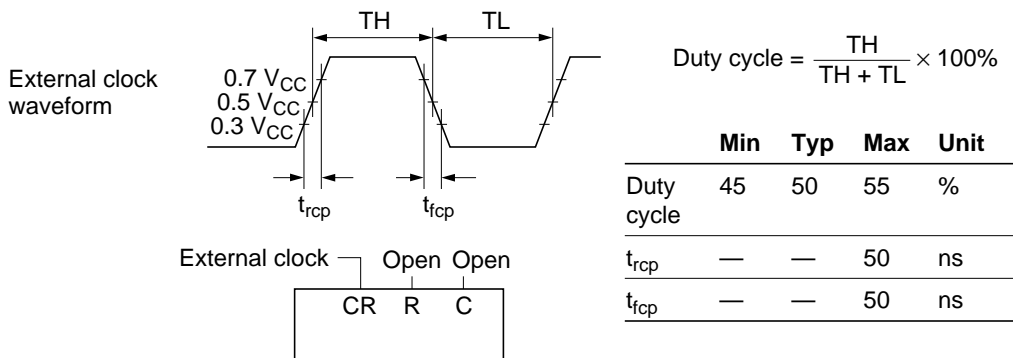 TH TL
External clock
waveform
0.7 VCC
0.5 VCC
0.3 VCC
trcp tfcp
Duty cycle = TH / TH + TL × 100%
Min Typ Max Unit
Duty cycle 45 50 55 %
trcp — — 50 ns
tfcp — — 50 ns
External clock Open Open
CR R C